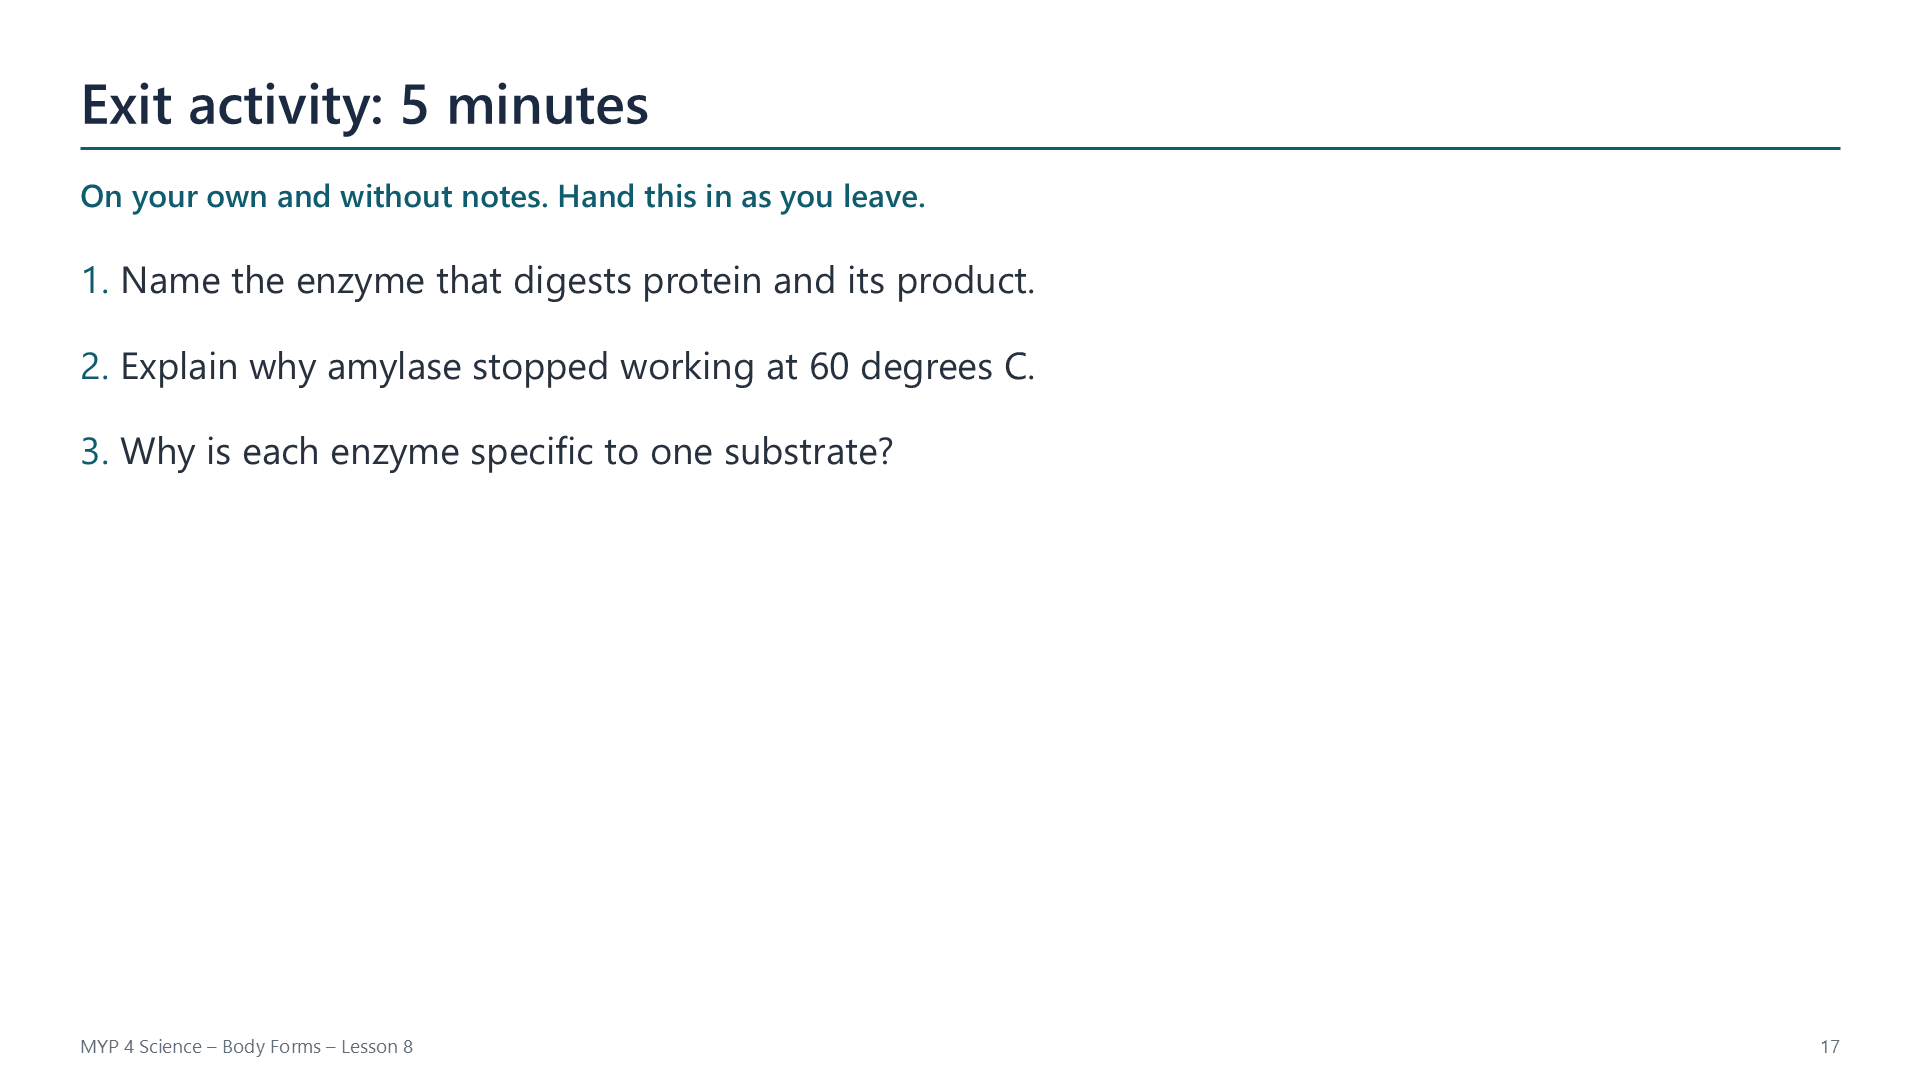 Exit activity: 5 minutes
On your own and without notes. Hand this in as you leave.
1. Name the enzyme that digests protein and its product.
2. Explain why amylase stopped working at 60 degrees C.
3. Why is each enzyme specific to one substrate?
MYP 4 Science – Body Forms – Lesson 8
17